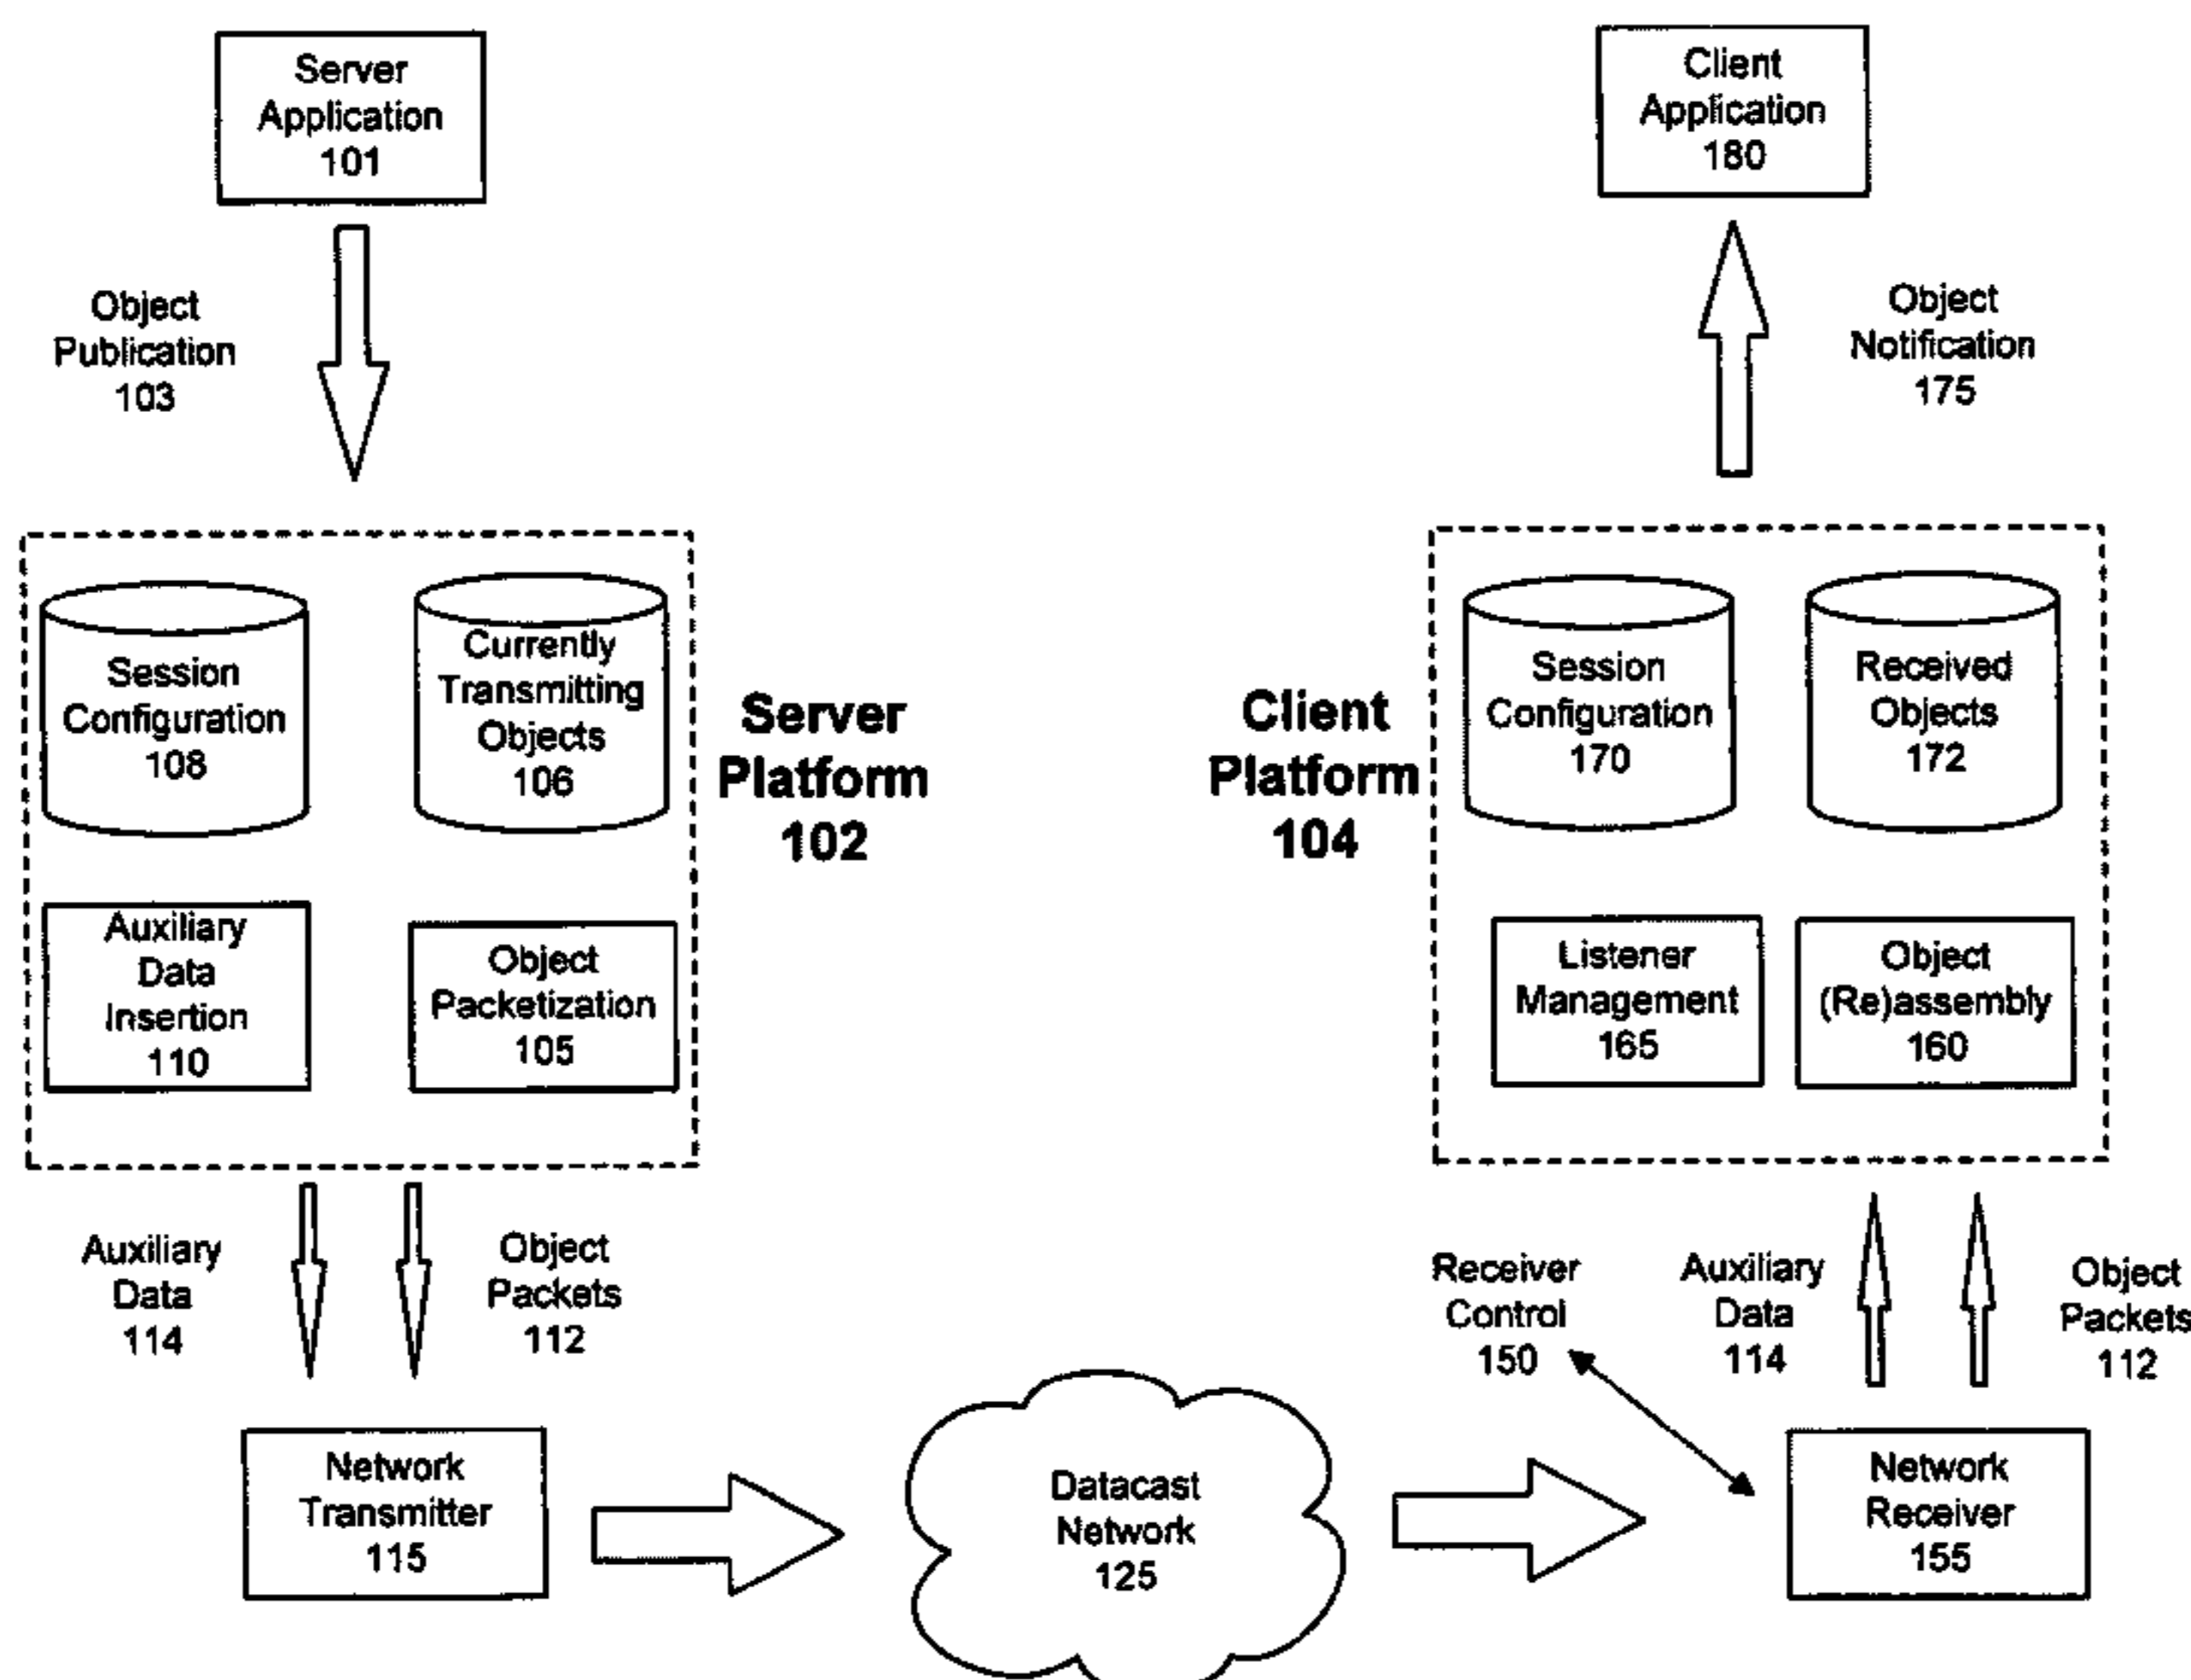 Server
Application
101
Client
Application
180
Object
Publication
103
Object
Notification
175
Session
Configuration
108
Currently
Transmitting
Objects
106
Server
Platform
102
Client
Platform
104
Session
Configuration
170
Received
Objects
172
Auxiliary
Data
Insertion
110
Object
Packetization
105
Listener
Management
165
Object
(Re)assembly
160
Auxiliary
Data
114
Object
Packets
112
Receiver
Control
150
Auxiliary
Data
114
Object
Packets
112
Network
Transmitter
115
Datacast
Network
125
Network
Receiver
155